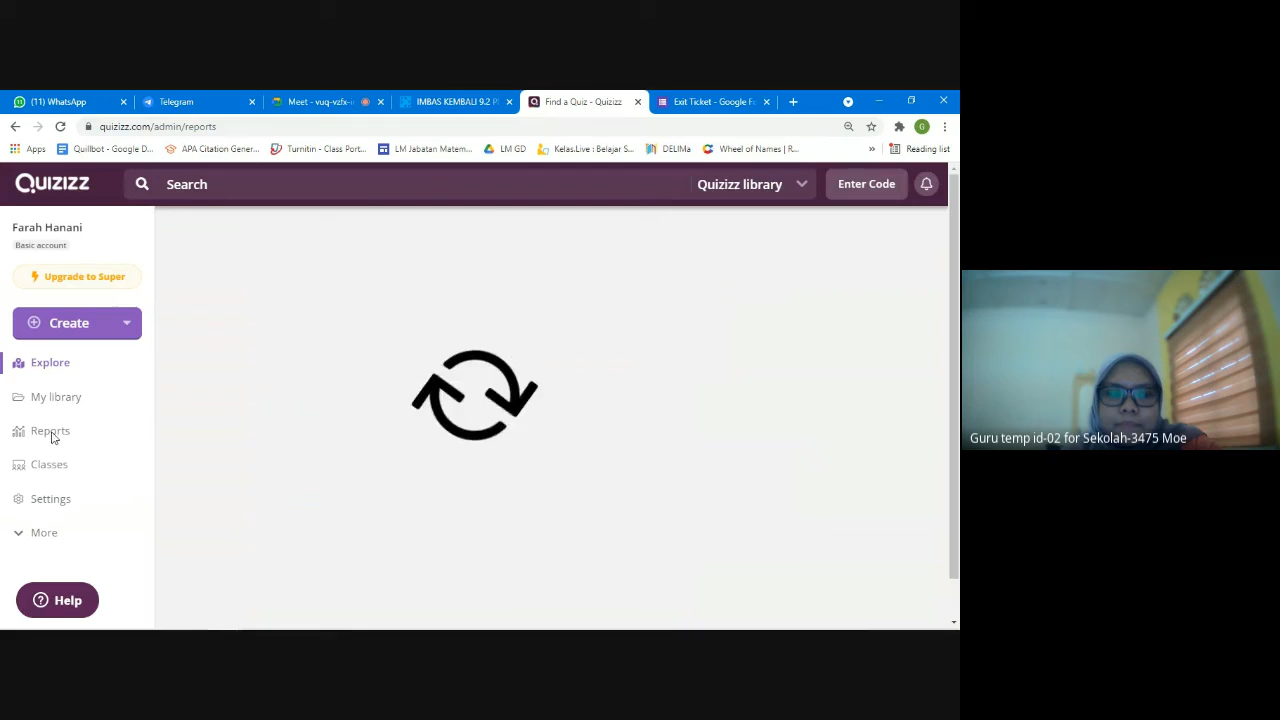 (11) WhatsApp
Telegram
Meet - vuq-vzfx-i
IMBAS KEMBALI 9.2 P
Find a Quiz - Quizizz
Exit Ticket - Google Fo
quizizz.com/admin/reports
Apps
Quillbot - Google D...
APA Citation Gener...
Turnitin - Class Port...
LM Jabatan Matem...
LM GD
Kelas.Live : Belajar S...
DELIMa
Wheel of Names | R...
»
Reading list
QUIZIZZ
Search
Quizizz library
Enter Code
Farah Hanani
Basic account
Upgrade to Super
Create
Explore
My library
Reports
Classes
Settings
More
? Help
Guru temp id-02 for Sekolah-3475 Moe